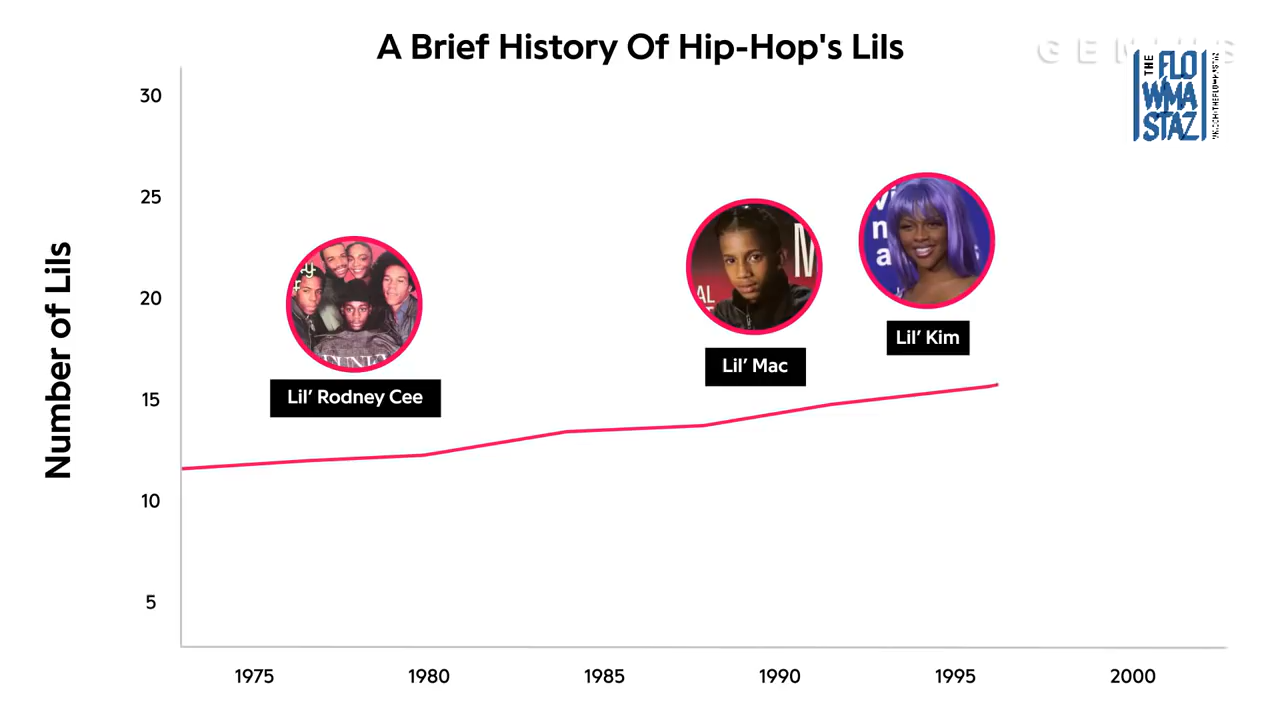 A Brief History Of Hip-Hop's Lils
GENIUS
THE FLO
WMA
STAZ
Number of Lils
30
25
20
15
10
5
Lil’ Rodney Cee
Lil’ Mac
Lil’ Kim
1975
1980
1985
1990
1995
2000